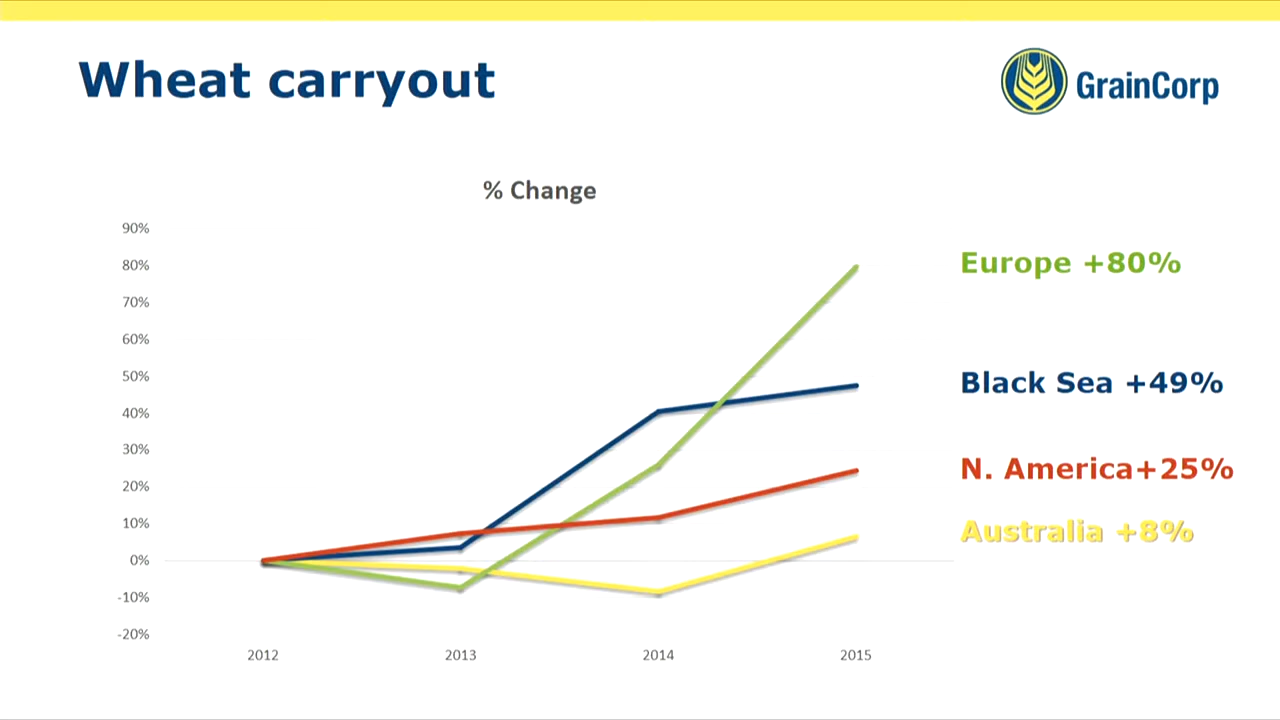 Wheat carryout
GrainCorp
% Change
90%
80%
70%
60%
50%
40%
30%
20%
10%
0%
-10%
-20%
2012 2013 2014 2015
Europe +80%
Black Sea +49%
N. America+25%
Australia +8%